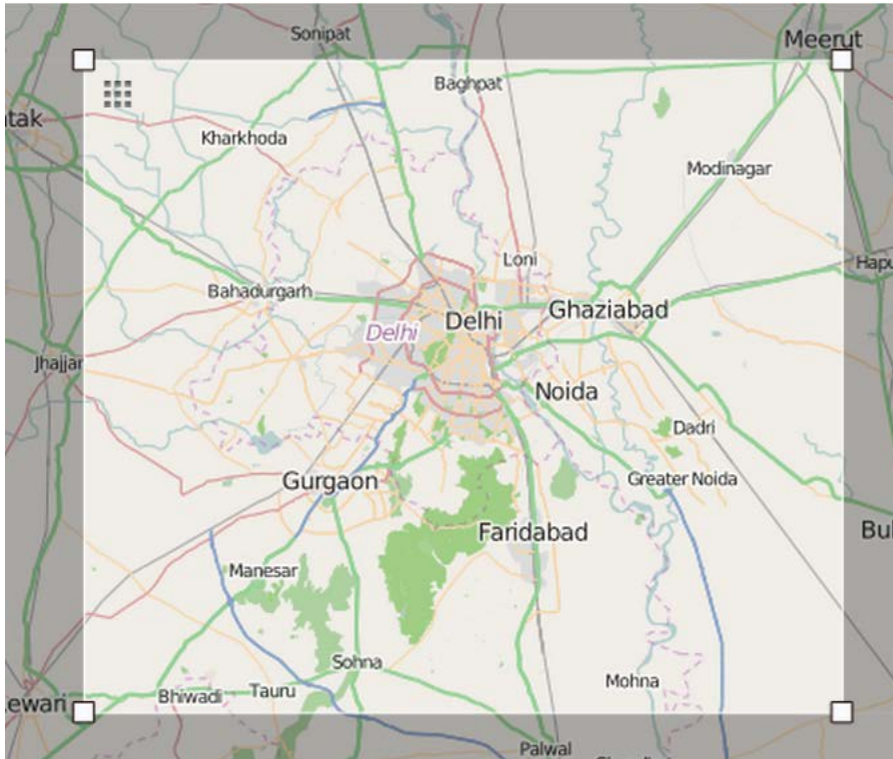 Sonipat
Meerut
Baghpat
tak
Kharkhoda
Modinagar
Loni
Hapu
Bahadurgarh
Ghaziabad
Delhi
Delhi
Jhajjar
Noida
Dadri
Gurgaon
Greater Noida
Faridabad
Bul
Manesar
Sohna
Mohna
Tauru
Bhiwadi
ewari
Palwal